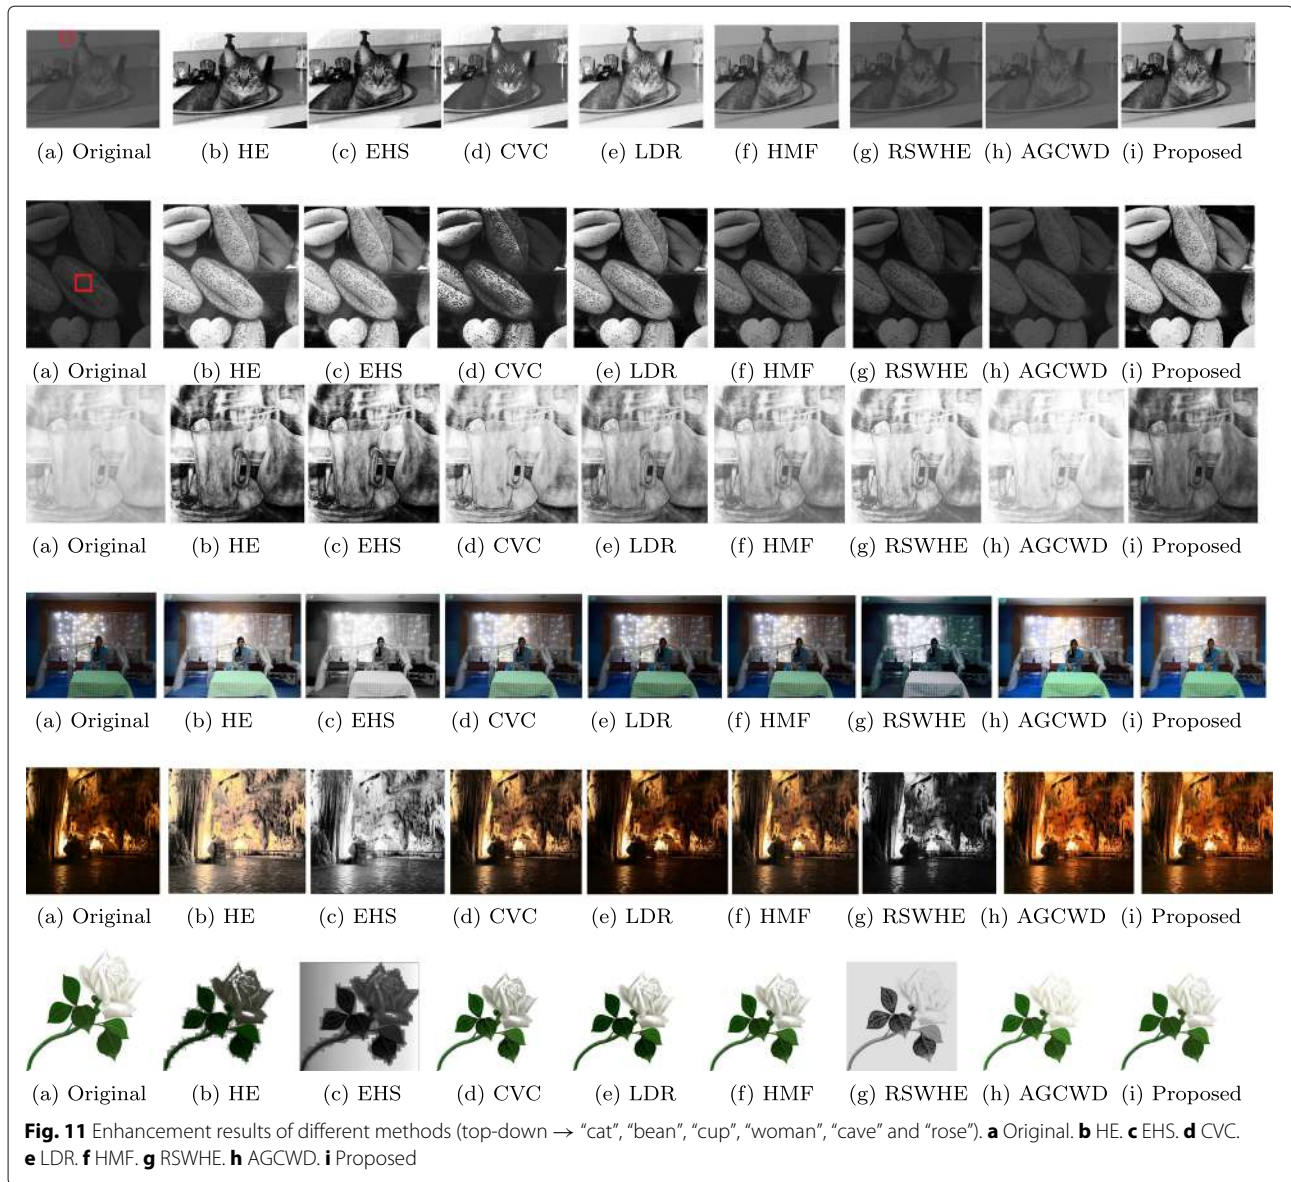 (a) Original (b) HE (c) EHS (d) CVC (e) LDR (f) HMF (g) RSWHE (h) AGCWD (i) Proposed
(a) Original (b) HE (c) EHS (d) CVC (e) LDR (f) HMF (g) RSWHE (h) AGCWD (i) Proposed
(a) Original (b) HE (c) EHS (d) CVC (e) LDR (f) HMF (g) RSWHE (h) AGCWD (i) Proposed
(a) Original (b) HE (c) EHS (d) CVC (e) LDR (f) HMF (g) RSWHE (h) AGCWD (i) Proposed
(a) Original (b) HE (c) EHS (d) CVC (e) LDR (f) HMF (g) RSWHE (h) AGCWD (i) Proposed
(a) Original (b) HE (c) EHS (d) CVC (e) LDR (f) HMF (g) RSWHE (h) AGCWD (i) Proposed
Fig. 11 Enhancement results of different methods (top-down → “cat”, “bean”, “cup”, “woman”, “cave” and “rose”). a Original. b HE. c EHS. d CVC.
e LDR. f HMF. g RSWHE. h AGCWD. i Proposed